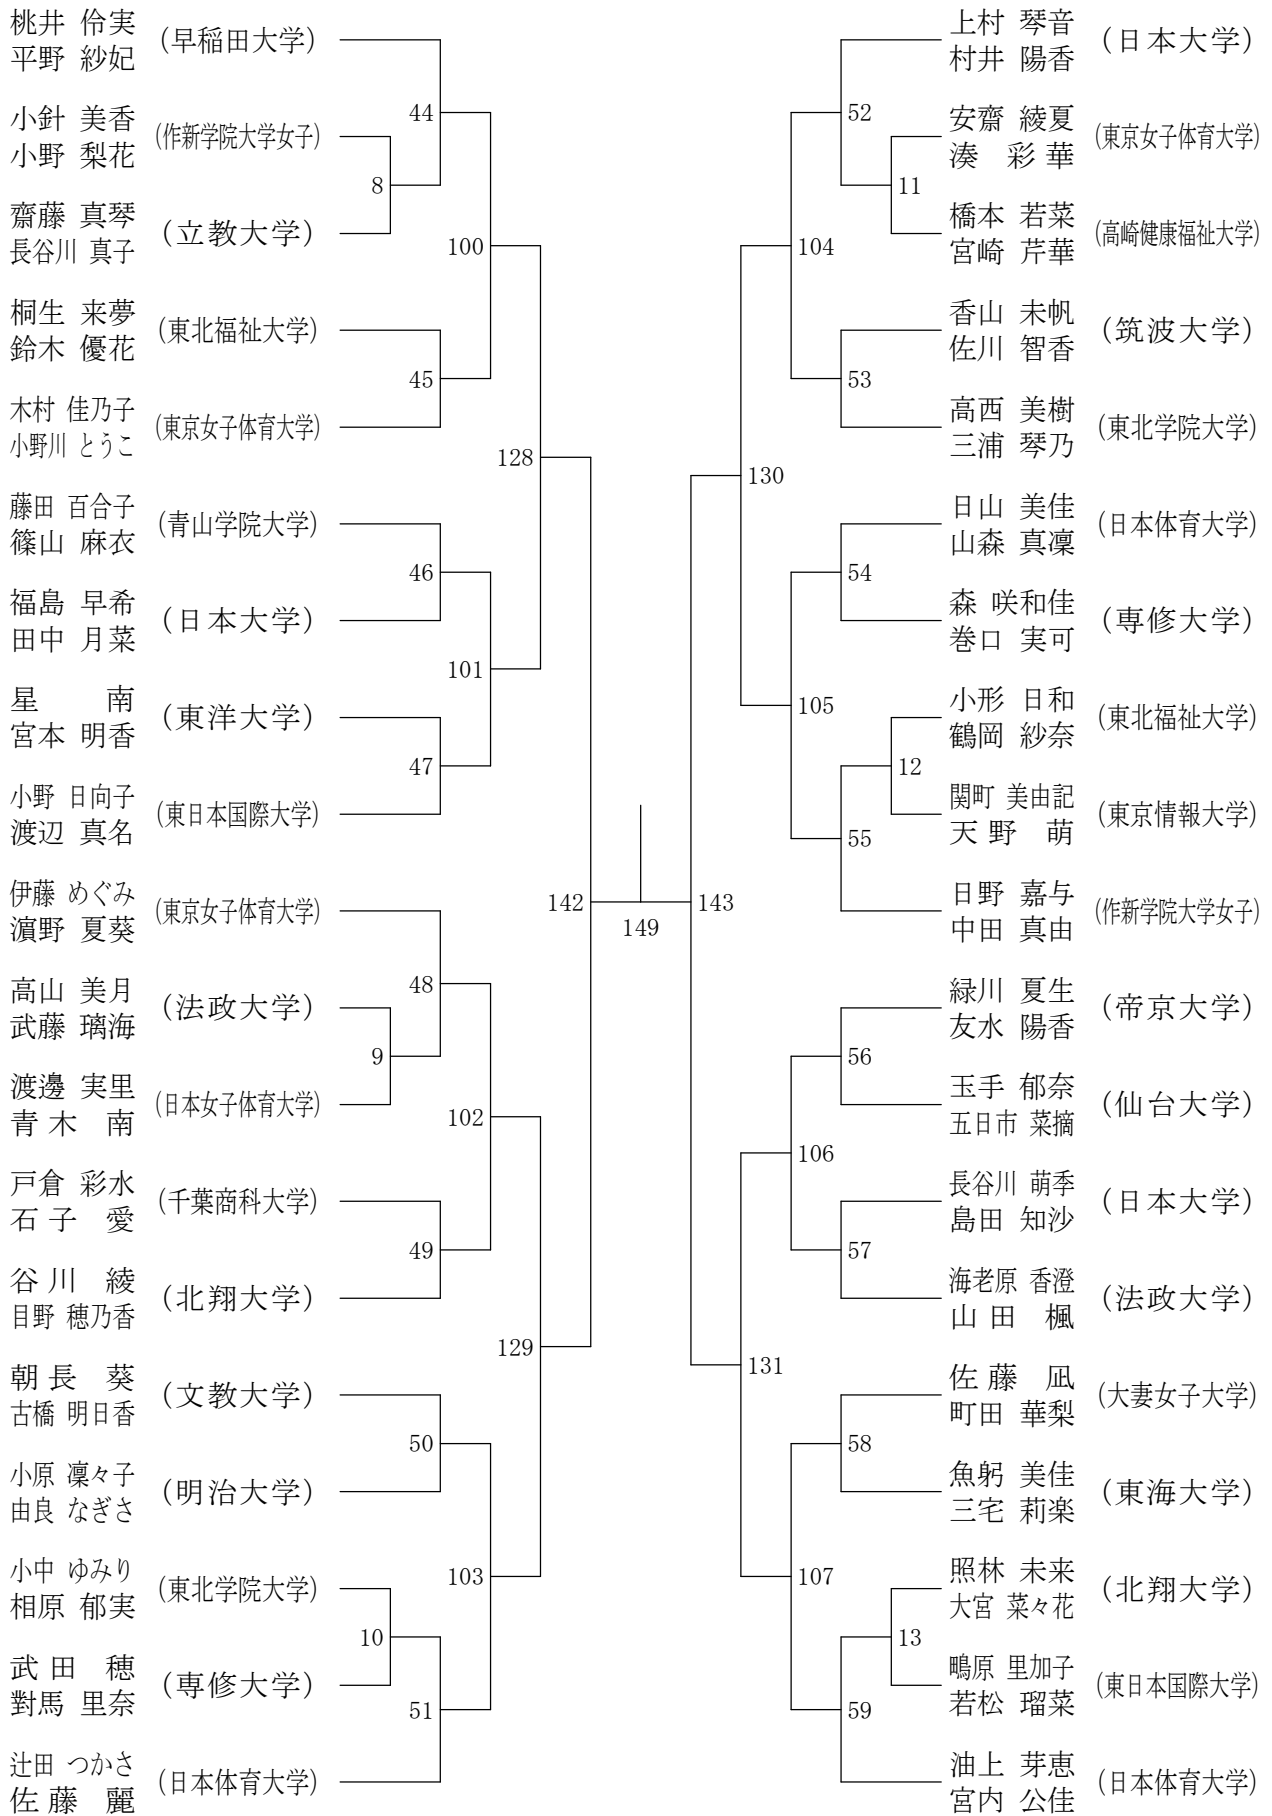 桃井 伶実
平野 紗妃
(早稲田大学)
小針 美香
小野 梨花
(作新学院大学女子)
齋藤 真琴
長谷川 真子
(立教大学)
桐生 来夢
鈴木 優花
(東北福祉大学)
木村 佳乃子
小野川 とうこ
(東京女子体育大学)
藤田 百合子
篠山 麻衣
(青山学院大学)
福島 早希
田中 月菜
(日本大学)
星 南
宮本 明香
(東洋大学)
小野 日向子
渡辺 真名
(東日本国際大学)
伊藤 めぐみ
濵野 夏葵
(東京女子体育大学)
高山 美月
武藤 璃海
(法政大学)
渡邊 実里
青木 南
(日本女子体育大学)
戸倉 彩水
石子 愛
(千葉商科大学)
谷川 綾
目野 穂乃香
(北翔大学)
朝長 葵
古橋 明日香
(文教大学)
小原 凜々子
由良 なぎさ
(明治大学)
小中 ゆみり
相原 郁実
(東北学院大学)
武田 穂
對馬 里奈
(専修大学)
辻田 つかさ
佐藤 麗
(日本体育大学)
44
8
100
45
128
46
101
47
142
48
9
102
49
129
50
103
10
51
149
143
52
11
104
53
130
54
105
12
55
56
106
57
131
58
107
13
59
上村 琴音
村井 陽香
(日本大学)
安齋 綾夏
湊 彩華
(東京女子体育大学)
橋本 若菜
宮崎 芹華
(高崎健康福祉大学)
香山 未帆
佐川 智香
(筑波大学)
高西 美樹
三浦 琴乃
(東北学院大学)
日山 美佳
山森 真凜
(日本体育大学)
森 咲和佳
巻口 実可
(専修大学)
小形 日和
鶴岡 紗奈
(東北福祉大学)
関町 美由記
天野 萌
(東京情報大学)
日野 嘉与
中田 真由
(作新学院大学女子)
緑川 夏生
友水 陽香
(帝京大学)
玉手 郁奈
五日市 菜摘
(仙台大学)
長谷川 萌季
島田 知沙
(日本大学)
海老原 香澄
山田 楓
(法政大学)
佐藤 凪
町田 華梨
(大妻女子大学)
魚躬 美佳
三宅 莉楽
(東海大学)
照林 未来
大宮 菜々花
(北翔大学)
鴫原 里加子
若松 瑠菜
(東日本国際大学)
油上 芽恵
宮内 公佳
(日本体育大学)